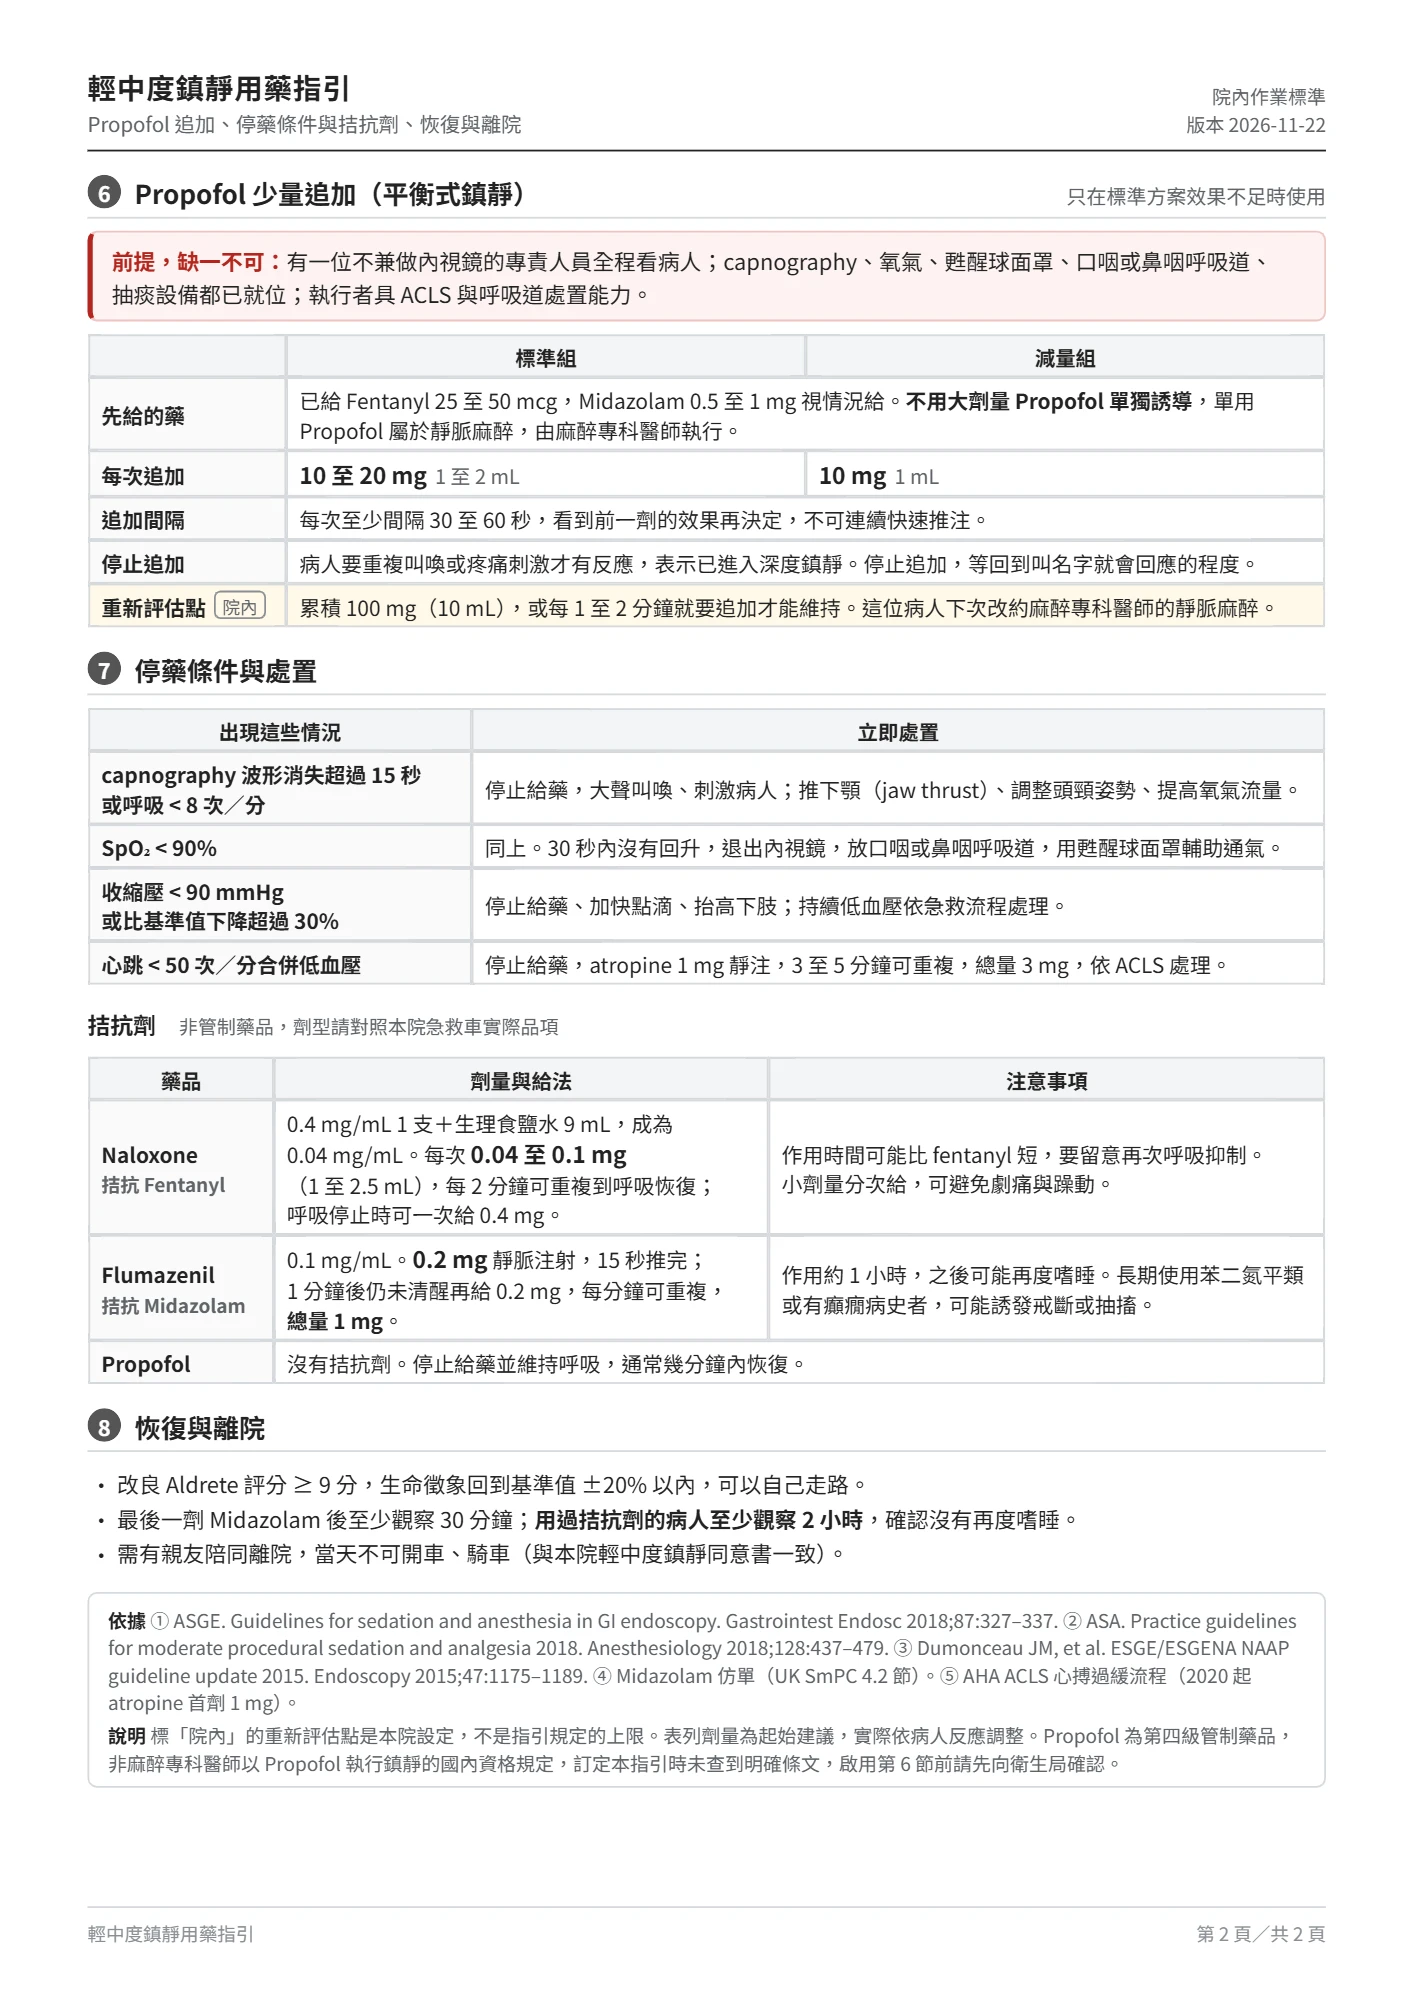 輕中度鎮靜用藥指引
Propofol 追加、停藥條件與拮抗劑、恢復與離院
院內作業標準
版本 2026-11-22
6 Propofol 少量追加（平衡式鎮靜）
只在標準方案效果不足時使用
前提，缺一不可：有一位不兼做內視鏡的專責人員全程看病人；capnography、氧氣、甦醒球面罩、口咽或鼻咽呼吸道、
抽痰設備都已就位；執行者具 ACLS 與呼吸道處置能力。
標準組
減量組
先給的藥
已給 Fentanyl 25 至 50 mcg，Midazolam 0.5 至 1 mg 視情況給。不用大劑量 Propofol 單獨誘導，單用
Propofol 屬於靜脈麻醉，由麻醉專科醫師執行。
每次追加
10 至 20 mg 1 至 2 mL
10 mg 1 mL
追加間隔
每次至少間隔 30 至 60 秒，看到前一劑的效果再決定，不可連續快速推注。
停止追加
病人要重複叫喚或疼痛刺激才有反應，表示已進入深度鎮靜。停止追加，等回到叫名字就會回應的程度。
重新評估點 院內
累積 100 mg（10 mL），或每 1 至 2 分鐘就要追加才能維持。這位病人下次改約麻醉專科醫師的靜脈麻醉。
7 停藥條件與處置
出現這些情況
立即處置
capnography 波形消失超過 15 秒
或呼吸 < 8 次／分
停止給藥，大聲叫喚、刺激病人；推下顎（jaw thrust）、調整頭頸姿勢、提高氧氣流量。
SpO₂ < 90%
同上。30 秒內沒有回升，退出內視鏡，放口咽或鼻咽呼吸道，用甦醒球面罩輔助通氣。
收縮壓 < 90 mmHg
或比基準值下降超過 30%
停止給藥、加快點滴、抬高下肢；持續低血壓依急救流程處理。
心跳 < 50 次／分合併低血壓
停止給藥，atropine 1 mg 靜注，3 至 5 分鐘可重複，總量 3 mg，依 ACLS 處理。
拮抗劑 非管制藥品，劑型請對照本院急救車實際品項
藥品
劑量與給法
注意事項
Naloxone
拮抗 Fentanyl
0.4 mg/mL 1 支＋生理食鹽水 9 mL，成為
0.04 mg/mL。每次 0.04 至 0.1 mg
（1 至 2.5 mL），每 2 分鐘可重複到呼吸恢復；
呼吸停止時可一次給 0.4 mg。
作用時間可能比 fentanyl 短，要留意再次呼吸抑制。
小劑量分次給，可避免劇痛與躁動。
Flumazenil
拮抗 Midazolam
0.1 mg/mL。0.2 mg 靜脈注射，15 秒推完；
1 分鐘後仍未清醒再給 0.2 mg，每分鐘可重複，
總量 1 mg。
作用約 1 小時，之後可能再度嗜睡。長期使用苯二氮平類
或有癲癇病史者，可能誘發戒斷或抽搐。
Propofol
沒有拮抗劑。停止給藥並維持呼吸，通常幾分鐘內恢復。
8 恢復與離院
・改良 Aldrete 評分 ≥ 9 分，生命徵象回到基準值 ±20% 以內，可以自己走路。
・最後一劑 Midazolam 後至少觀察 30 分鐘；用過拮抗劑的病人至少觀察 2 小時，確認沒有再度嗜睡。
・需有親友陪同離院，當天不可開車、騎車（與本院輕中度鎮靜同意書一致）。
依據 ① ASGE. Guidelines for sedation and anesthesia in GI endoscopy. Gastrointest Endosc 2018;87:327–337. ② ASA. Practice guidelines
for moderate procedural sedation and analgesia 2018. Anesthesiology 2018;128:437–479. ③ Dumonceau JM, et al. ESGE/ESGENA NAAP
guideline update 2015. Endoscopy 2015;47:1175–1189. ④ Midazolam 仿單（UK SmPC 4.2 節）。⑤ AHA ACLS 心搏過緩流程（2020 起
atropine 首劑 1 mg）。
說明 標「院內」的重新評估點是本院設定，不是指引規定的上限。表列劑量為起始建議，實際依病人反應調整。Propofol 為第四級管制藥品，
非麻醉專科醫師以 Propofol 執行鎮靜的國內資格規定，訂定本指引時未查到明確條文，啟用第 6 節前請先向衛生局確認。
輕中度鎮靜用藥指引
第 2 頁／共 2 頁